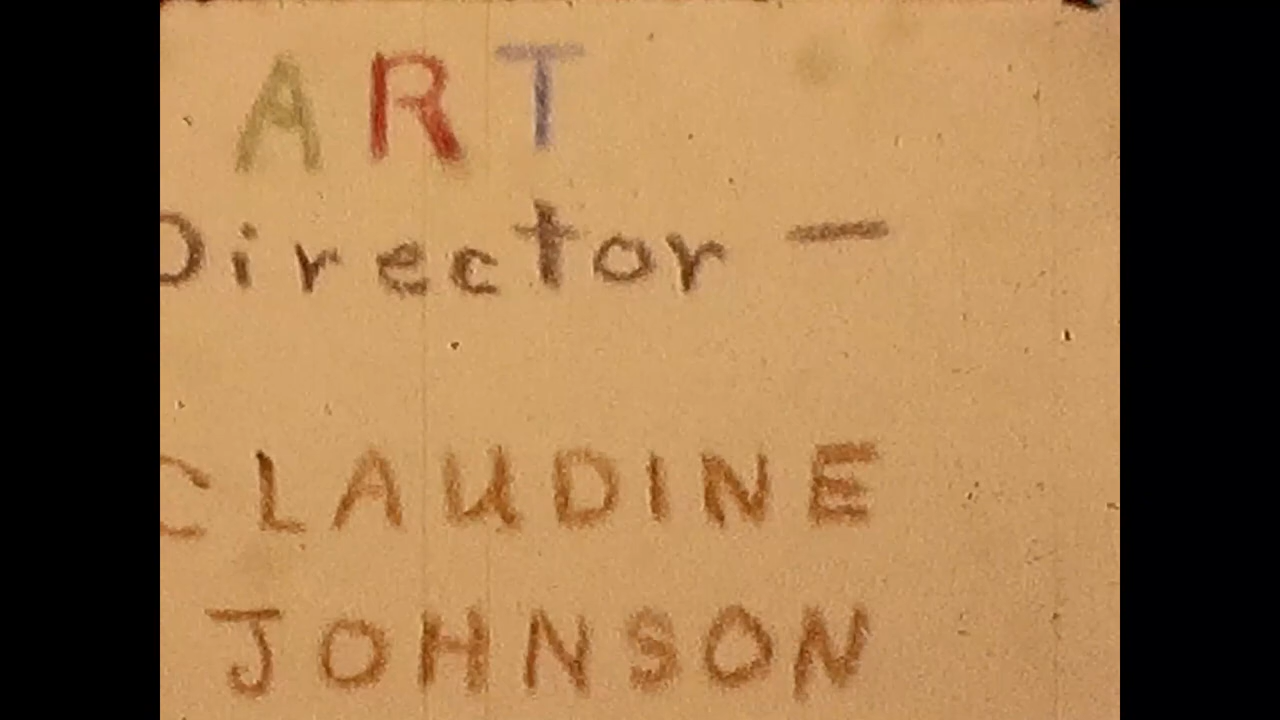 ART
Director —
CLAUDINE
JOHNSON